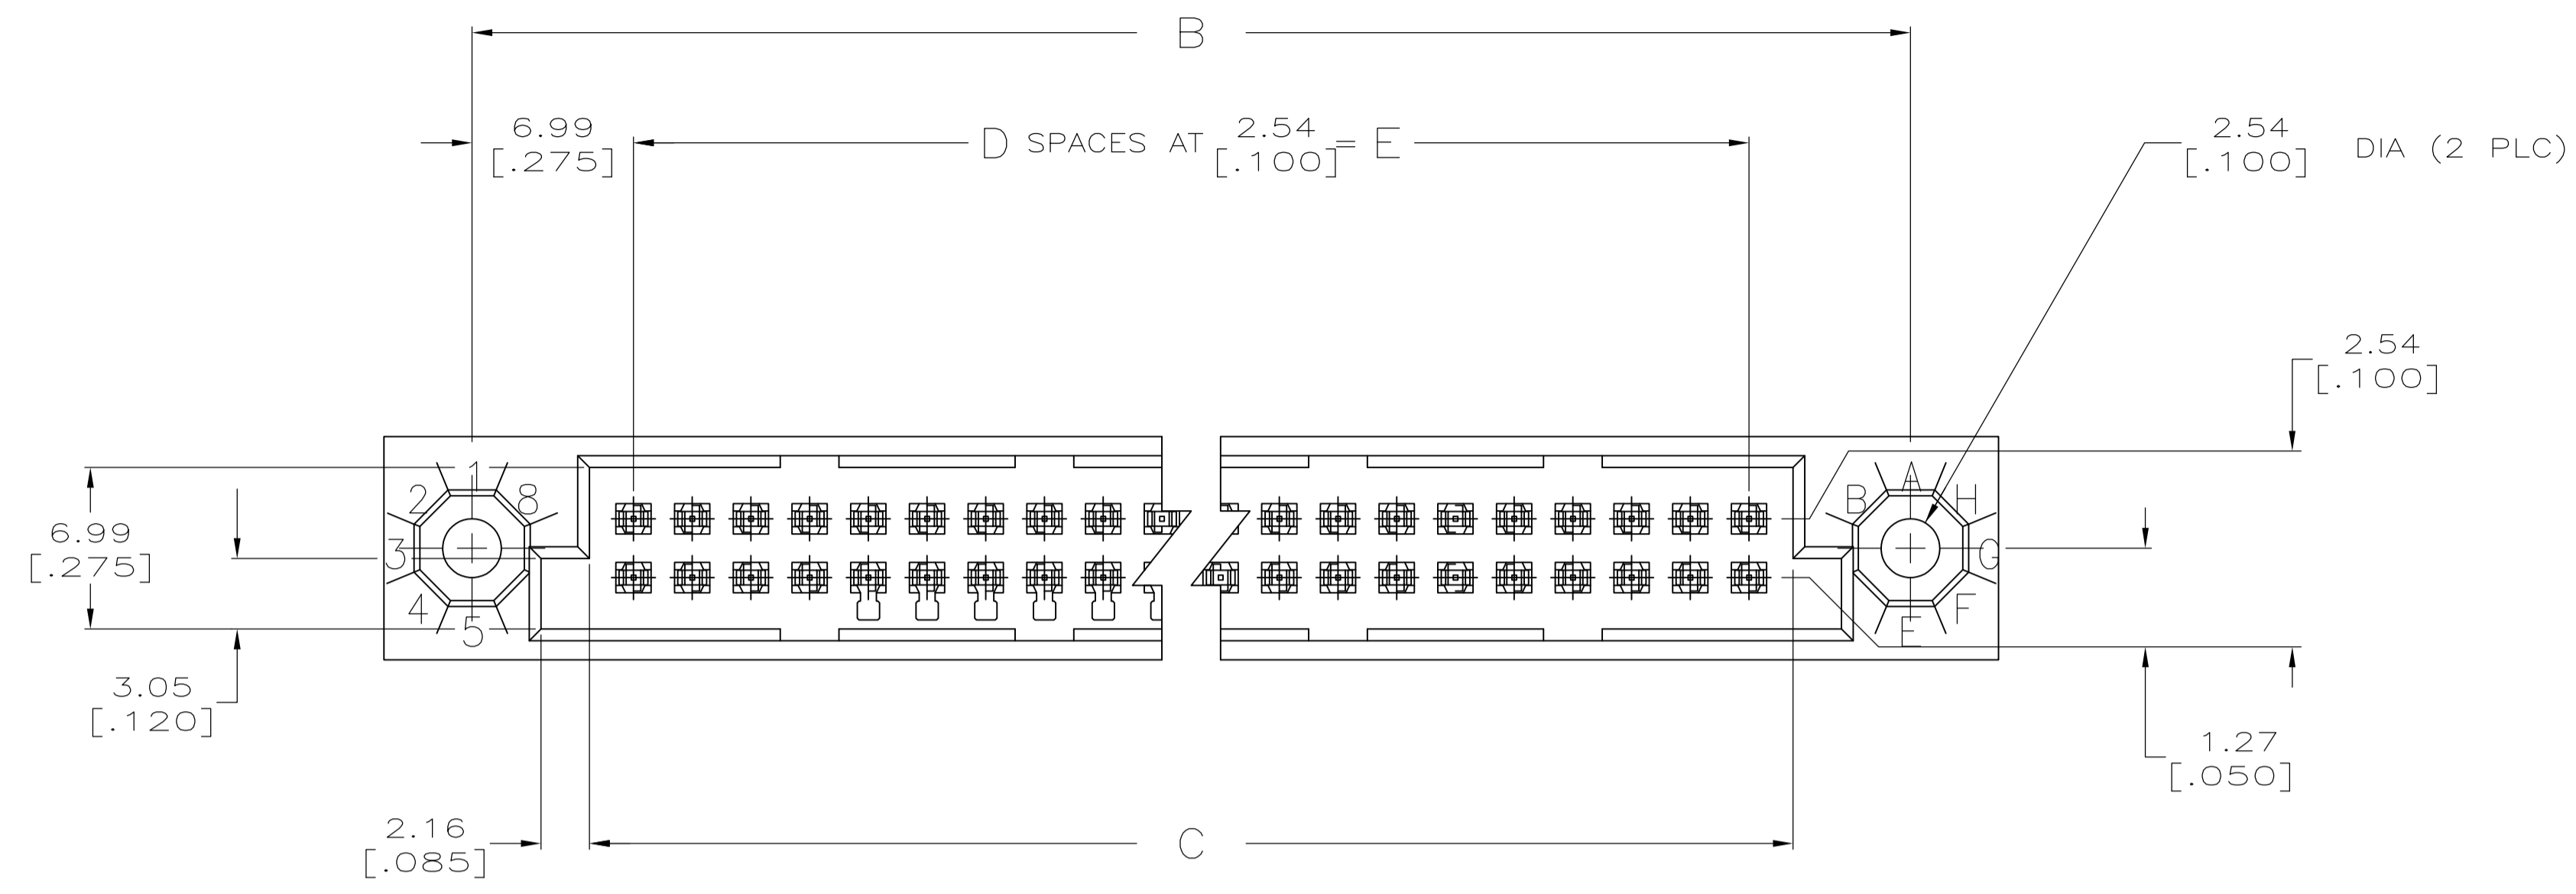 B
6.99
[.275]
D SPACES AT 2.54 = E
[.100]
2.54
[.100] DIA (2 PLC)
2.54
[.100]
1
2
8
3
4
5
A
B
H
G
F
E
6.99
[.275]
3.05
[.120]
1.27
[.050]
2.16
[.085]
C